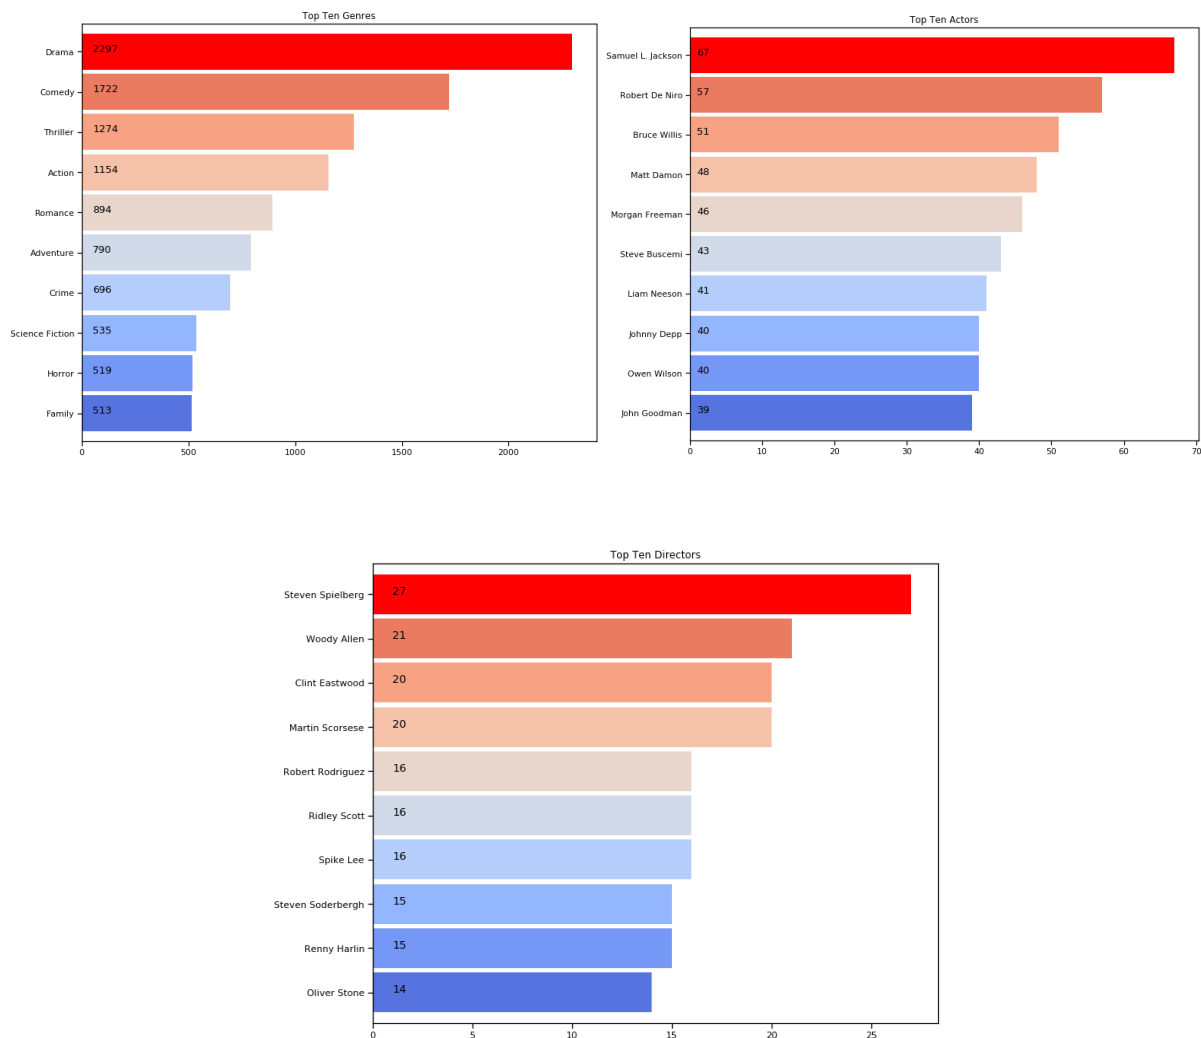 Top Ten Genres
Drama 2297
Comedy 1722
Thriller 1274
Action 1154
Romance 894
Adventure 790
Crime 696
Science Fiction 535
Horror 519
Family 513
0 500 1000 1500 2000
Top Ten Actors
Samuel L. Jackson 67
Robert De Niro 57
Bruce Willis 51
Matt Damon 48
Morgan Freeman 46
Steve Buscemi 43
Liam Neeson 41
Johnny Depp 40
Owen Wilson 40
John Goodman 39
0 10 20 30 40 50 60 70
Top Ten Directors
Steven Spielberg 27
Woody Allen 21
Clint Eastwood 20
Martin Scorsese 20
Robert Rodriguez 16
Ridley Scott 16
Spike Lee 16
Steven Soderbergh 15
Renny Harlin 15
Oliver Stone 14
0 5 10 15 20 25